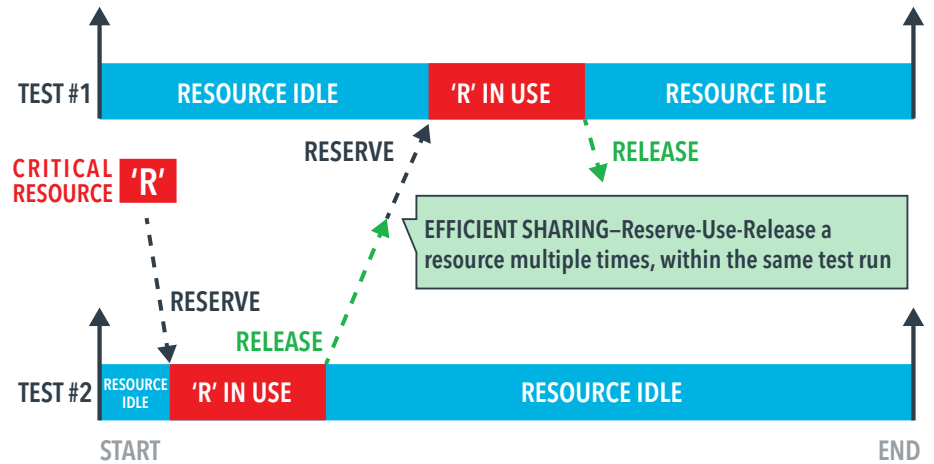 TEST #1
RESOURCE IDLE
'R' IN USE
RESOURCE IDLE
RESERVE
RELEASE
CRITICAL
RESOURCE
'R'
EFFICIENT SHARING–Reserve-Use-Release a
resource multiple times, within the same test run
RESERVE
RELEASE
TEST #2
RESOURCE
IDLE
'R' IN USE
RESOURCE IDLE
START
END